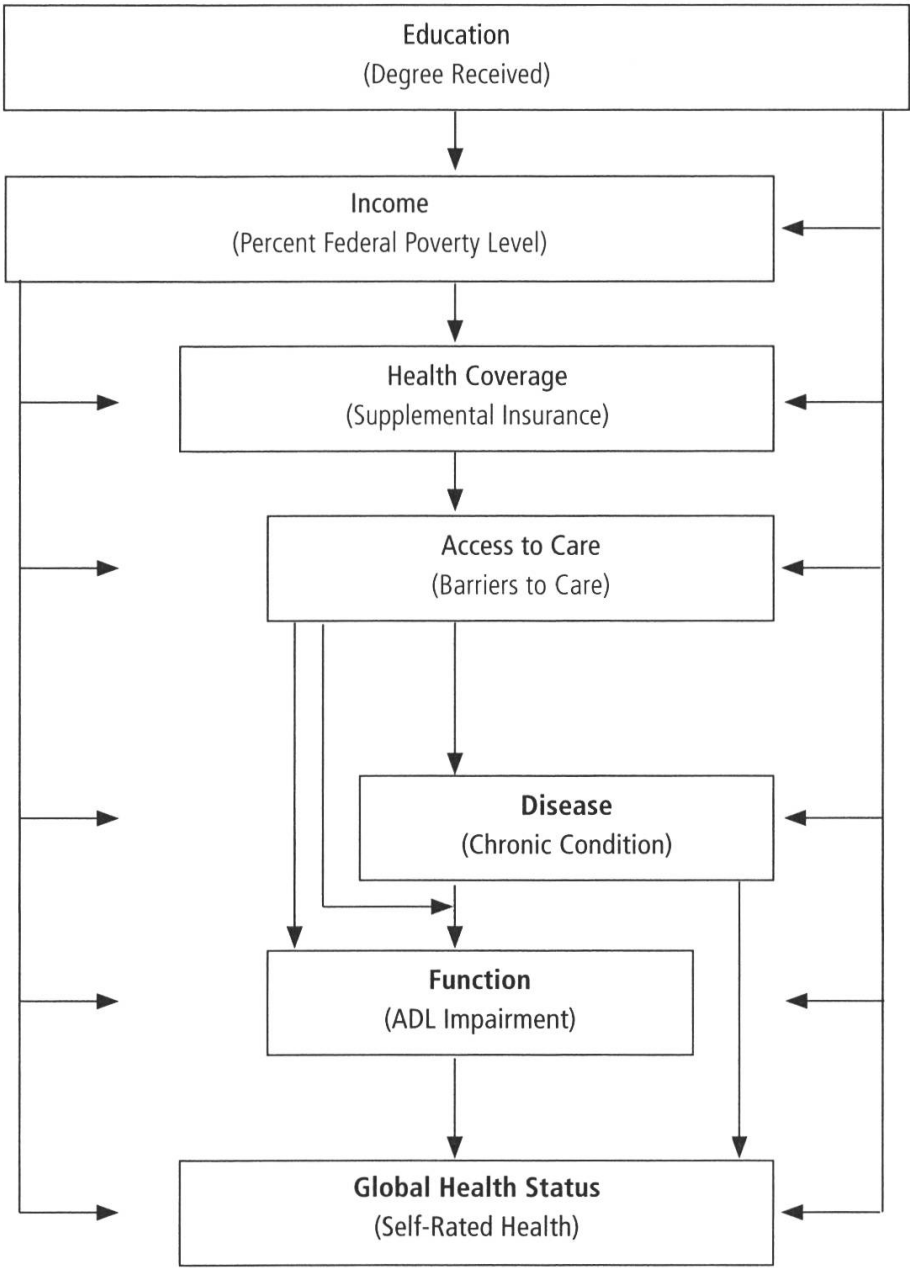 Education
(Degree Received)
Income
(Percent Federal Poverty Level)
Health Coverage
(Supplemental Insurance)
Access to Care
(Barriers to Care)
Disease
(Chronic Condition)
Function
(ADL Impairment)
Global Health Status
(Self-Rated Health)